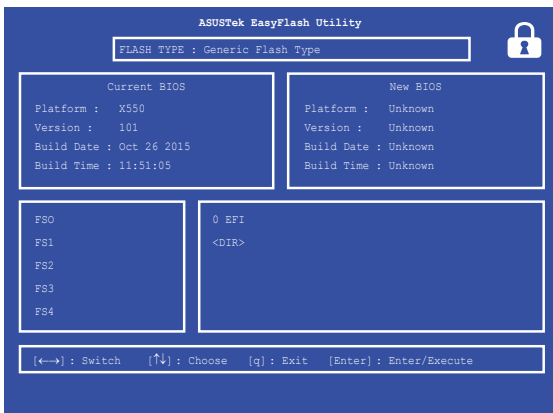 ASUSTek EasyFlash Utility
FLASH TYPE : Generic Flash Type
Current BIOS
Platform : X550
Version : 101
Build Date : Oct 26 2015
Build Time : 11:51:05
New BIOS
Platform : Unknown
Version : Unknown
Build Date : Unknown
Build Time : Unknown
FSO
FS1
FS2
FS3
FS4
0 EFI
<DIR>
[←→] : Switch [↑↓] : Choose [q] : Exit [Enter] : Enter/Execute